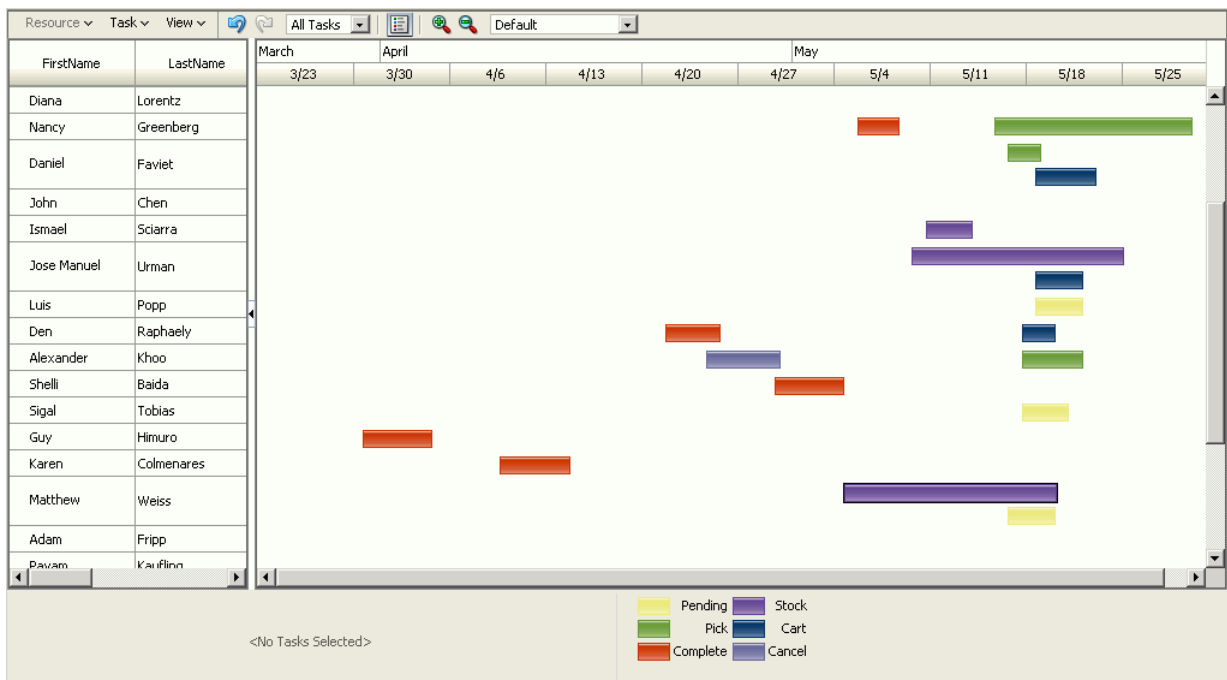 Resource Task View All Tasks Default
FirstName LastName
March April May
3/23 3/30 4/6 4/13 4/20 4/27 5/4 5/11 5/18 5/25
Diana Lorentz
Nancy Greenberg
Daniel Faviet
John Chen
Ismael Sciarra
Jose Manuel Urman
Luis Popp
Den Raphaely
Alexander Khoo
Shelli Baida
Sigal Tobias
Guy Himuro
Karen Colmenares
Matthew Weiss
Adam Fripp
Payam Kaufling
<No Tasks Selected>
Pending Stock
Pick Cart
Complete Cancel